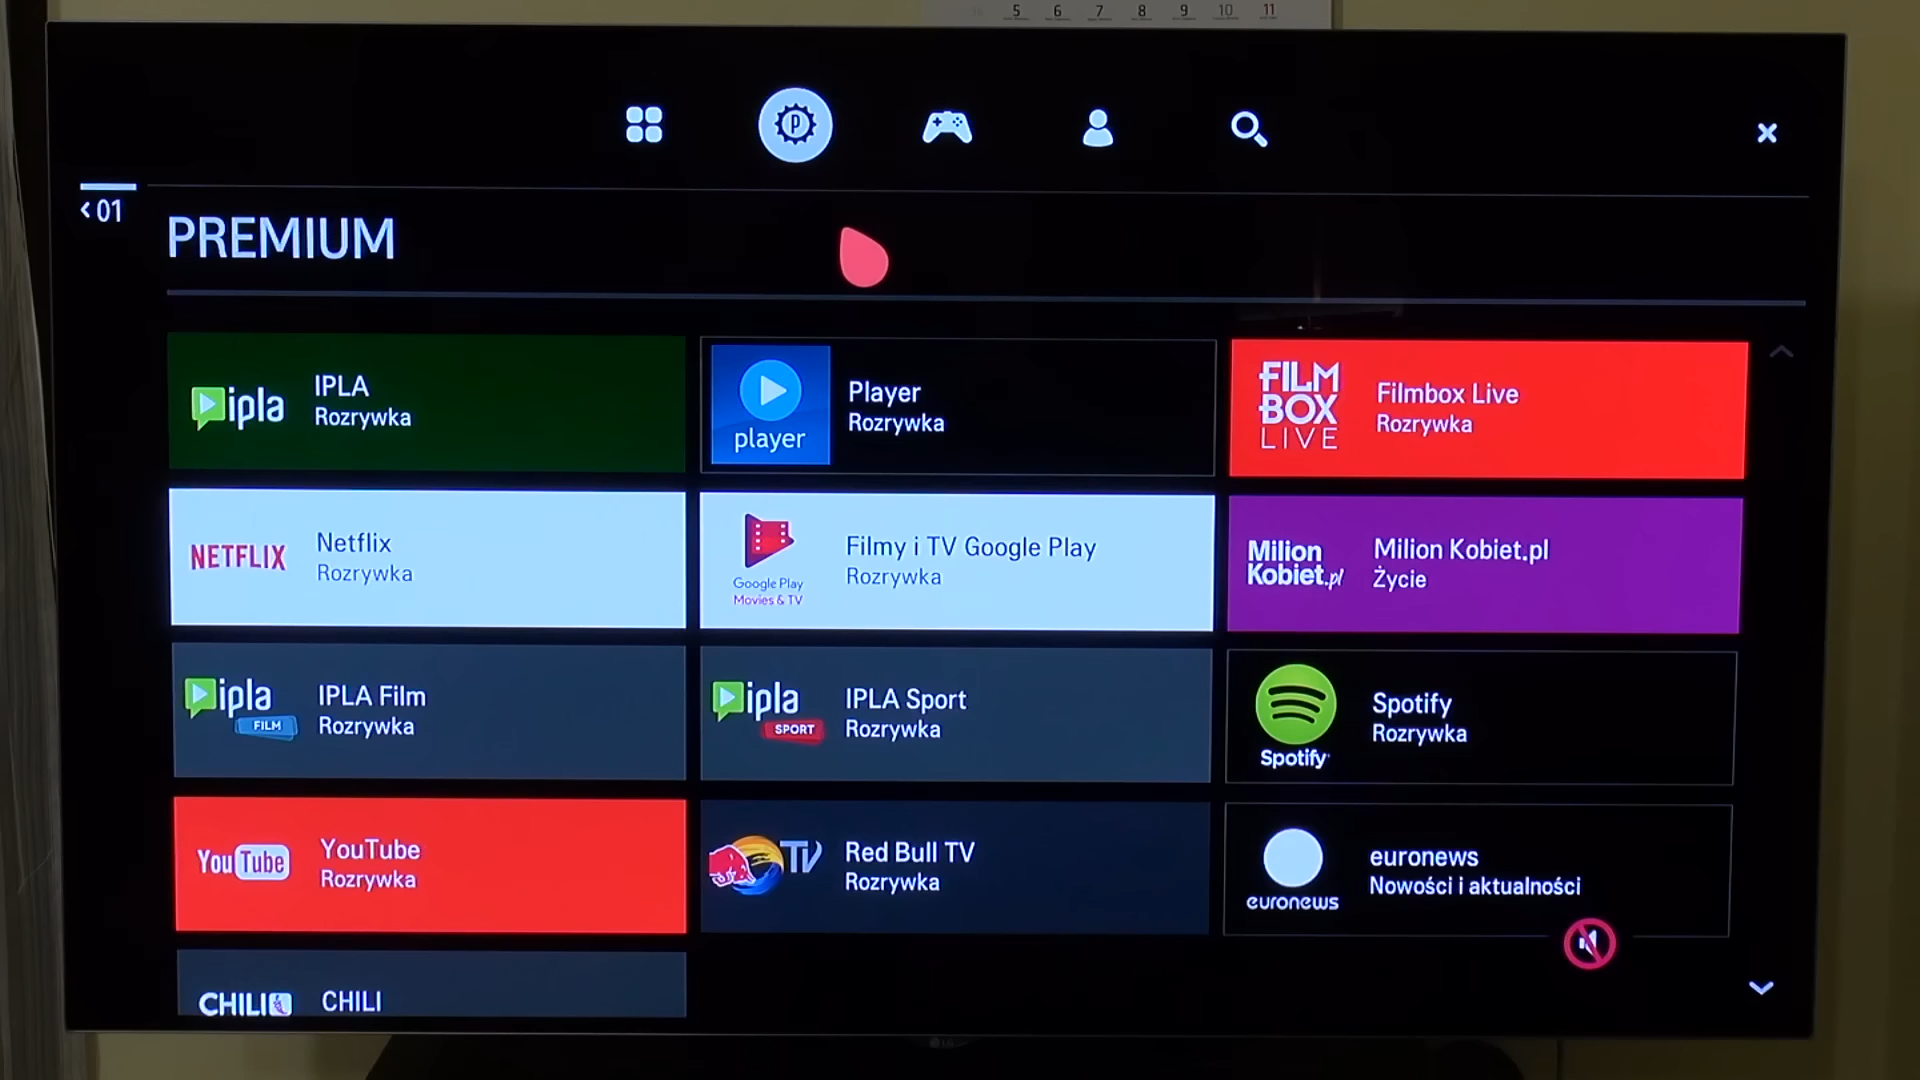 5 6 7 8 9 10 11
P
<01
PREMIUM
ipla
IPLA
Rozrywka
player
Player
Rozrywka
FILM
BOX
LIVE
Filmbox Live
Rozrywka
NETFLIX
Netflix
Rozrywka
Google Play
Movies & TV
Filmy i TV Google Play
Rozrywka
Milion
Kobiet.pl
Milion Kobiet.pl
Życie
ipla
FILM
IPLA Film
Rozrywka
ipla
SPORT
IPLA Sport
Rozrywka
Spotify
Spotify
Rozrywka
YouTube
YouTube
Rozrywka
TV
Red Bull TV
Rozrywka
euronews
euronews
Nowości i aktualności
CHILI
CHILI
LG